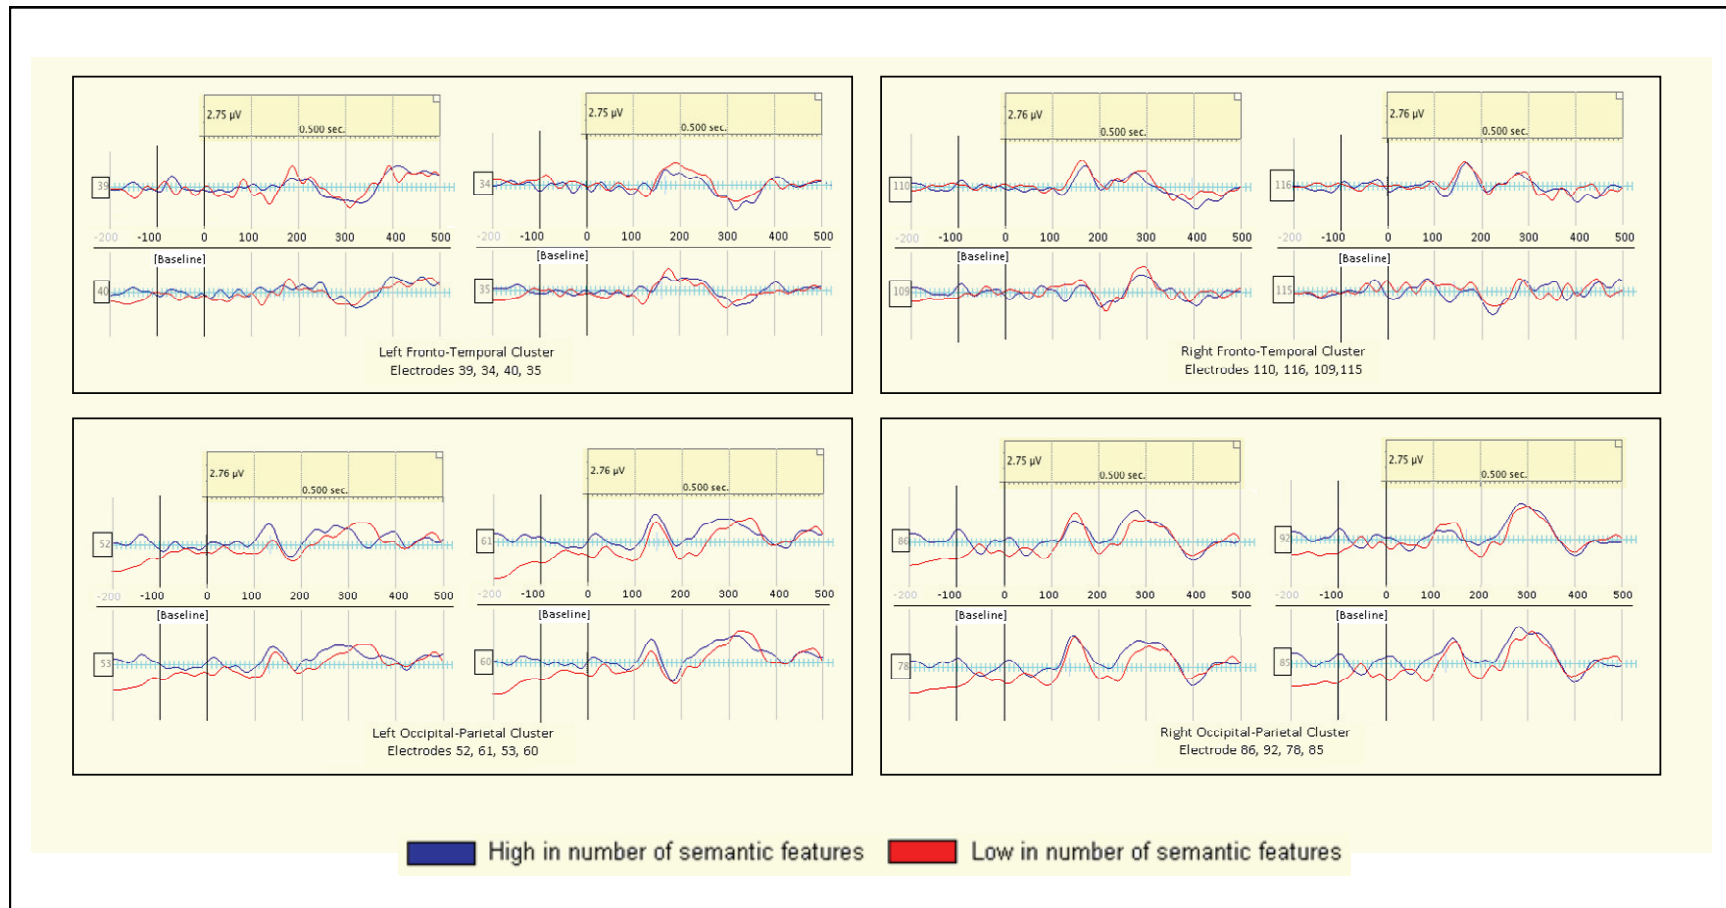 2.75 µV
0.500 sec.
2.75 µV
0.500 sec.
39
34
-200 -100 0 100 200 300 400 500
-200 -100 0 100 200 300 400 500
[Baseline]
[Baseline]
40
35
Left Fronto-Temporal Cluster
Electrodes 39, 34, 40, 35
2.76 µV
0.500 sec.
2.76 µV
0.500 sec.
110
116
-200 -100 0 100 200 300 400 500
-200 -100 0 100 200 300 400 500
[Baseline]
[Baseline]
109
115
Right Fronto-Temporal Cluster
Electrodes 110, 116, 109,115
2.76 µV
0.500 sec.
2.76 µV
0.500 sec.
52
61
-200 -100 0 100 200 300 400 500
-200 -100 0 100 200 300 400 500
[Baseline]
[Baseline]
53
60
Left Occipital-Parietal Cluster
Electrodes 52, 61, 53, 60
2.75 µV
0.500 sec.
2.75 µV
0.500 sec.
86
92
-200 -100 0 100 200 300 400 500
-200 -100 0 100 200 300 400 500
[Baseline]
[Baseline]
78
85
Right Occipital-Parietal Cluster
Electrode 86, 92, 78, 85
High in number of semantic features
Low in number of semantic features